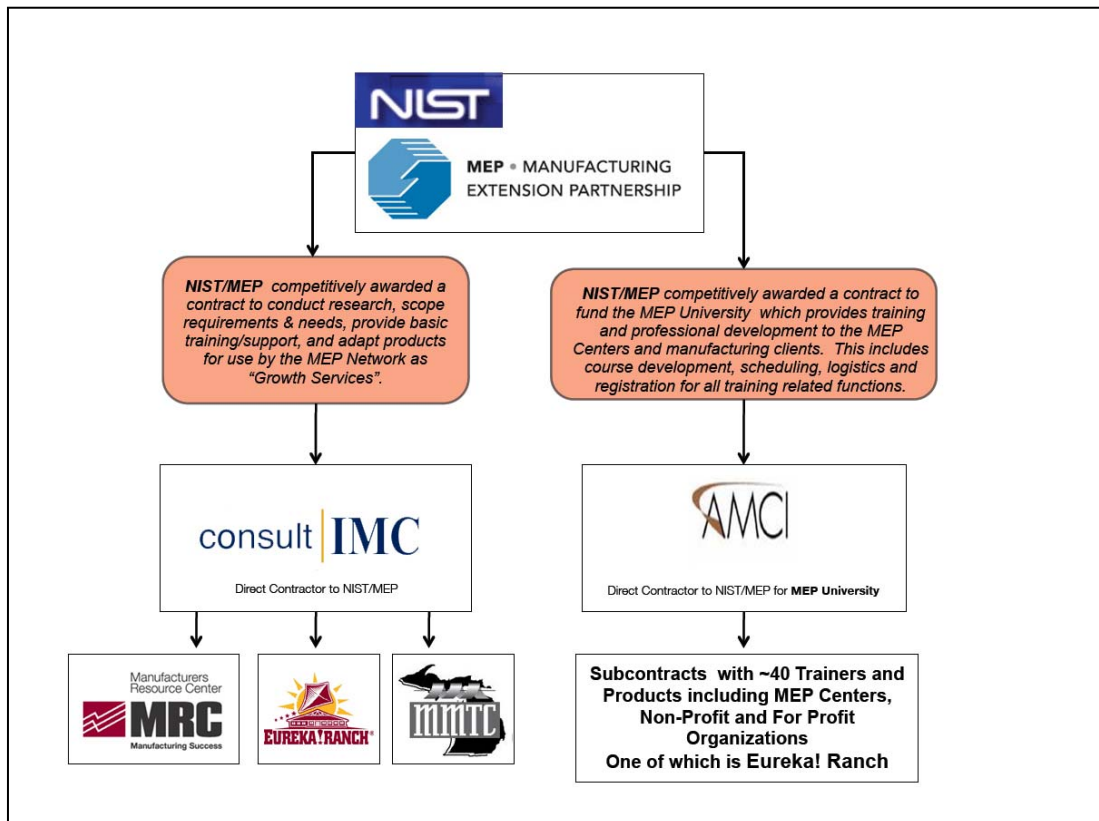 NIST
MEP • MANUFACTURING
EXTENSION PARTNERSHIP
NIST/MEP competitively awarded a
contract to conduct research, scope
requirements & needs, provide basic
training/support, and adapt products
for use by the MEP Network as
“Growth Services”.
NIST/MEP competitively awarded a contract to
fund the MEP University which provides training
and professional development to the MEP
Centers and manufacturing clients. This includes
course development, scheduling, logistics and
registration for all training related functions.
consult IMC
Direct Contractor to NIST/MEP
AMCI
Direct Contractor to NIST/MEP for MEP University
Manufacturers
Resource Center
MRC
Manufacturing Success
EUREKA!RANCH®
MMTC
Subcontracts with ~40 Trainers and
Products including MEP Centers,
Non-Profit and For Profit
Organizations
One of which is Eureka! Ranch